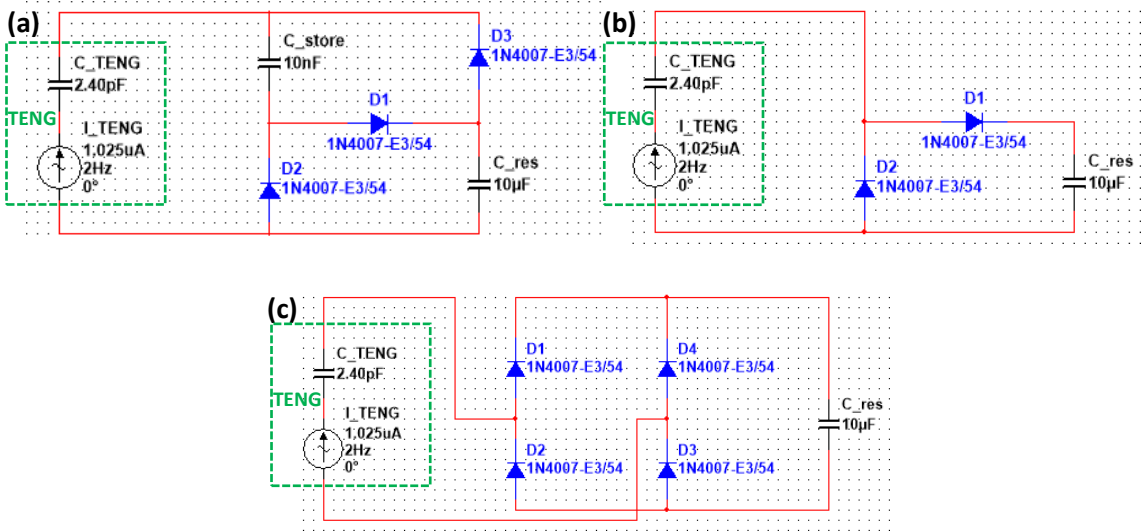 (a)
C_store
10nF
D3
1N4007-E3/54
C_TENG
2.40pF
TENG
I_TENG
1,025uA
2Hz
0°
D1
1N4007-E3/54
D2
1N4007-E3/54
C_res
10µF
(b)
C_TENG
2.40pF
TENG
I_TENG
1,025uA
2Hz
0°
D1
1N4007-E3/54
D2
1N4007-E3/54
C_res
10µF
(c)
C_TENG
2.40pF
TENG
I_TENG
1,025uA
2Hz
0°
D1
1N4007-E3/54
D4
1N4007-E3/54
D2
1N4007-E3/54
D3
1N4007-E3/54
C_res
10µF